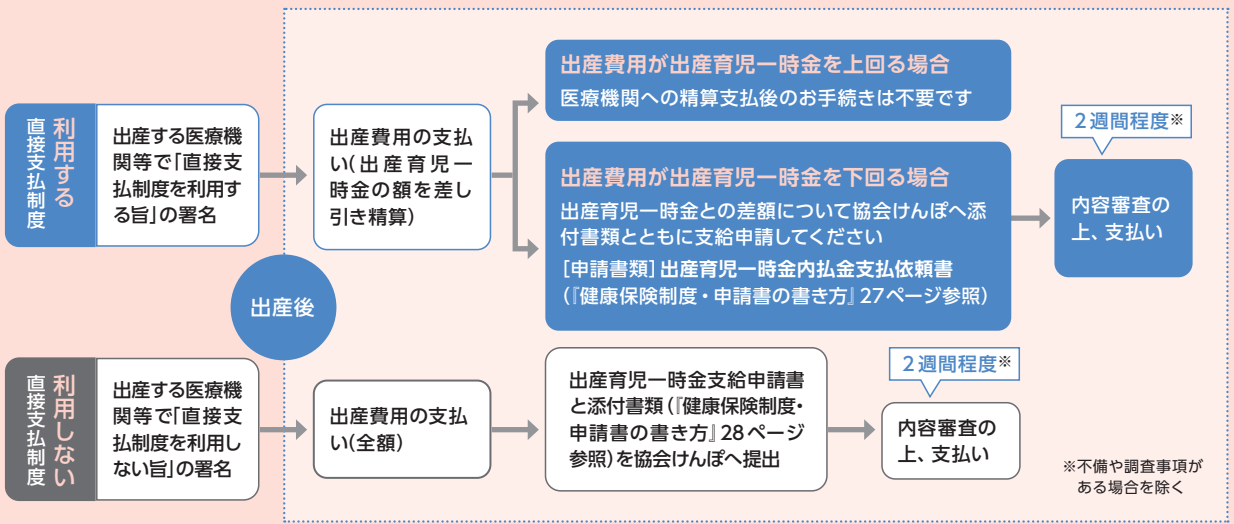 直接支払制度
利用する
出産する医療機
関等で「直接支
払制度を利用す
る旨」の署名
出産費用の支払
い(出産育児一
時金の額を差し
引き精算)
出産費用が出産育児一時金を上回る場合
医療機関への精算支払後のお手続きは不要です
出産費用が出産育児一時金を下回る場合
出産育児一時金との差額について協会けんぽへ添
付書類とともに支給申請してください
[申請書類]出産育児一時金内払金支払依頼書
(『健康保険制度・申請書の書き方』27ページ参照)
2週間程度※
内容審査の
上、支払い
出産後
直接支払制度
利用しない
出産する医療機
関等で「直接支
払制度を利用し
ない旨」の署名
出産費用の支払
い(全額)
出産育児一時金支給申請書
と添付書類(『健康保険制度・
申請書の書き方』28ページ
参照)を協会けんぽへ提出
2週間程度※
内容審査の
上、支払い
※不備や調査事項が
ある場合を除く